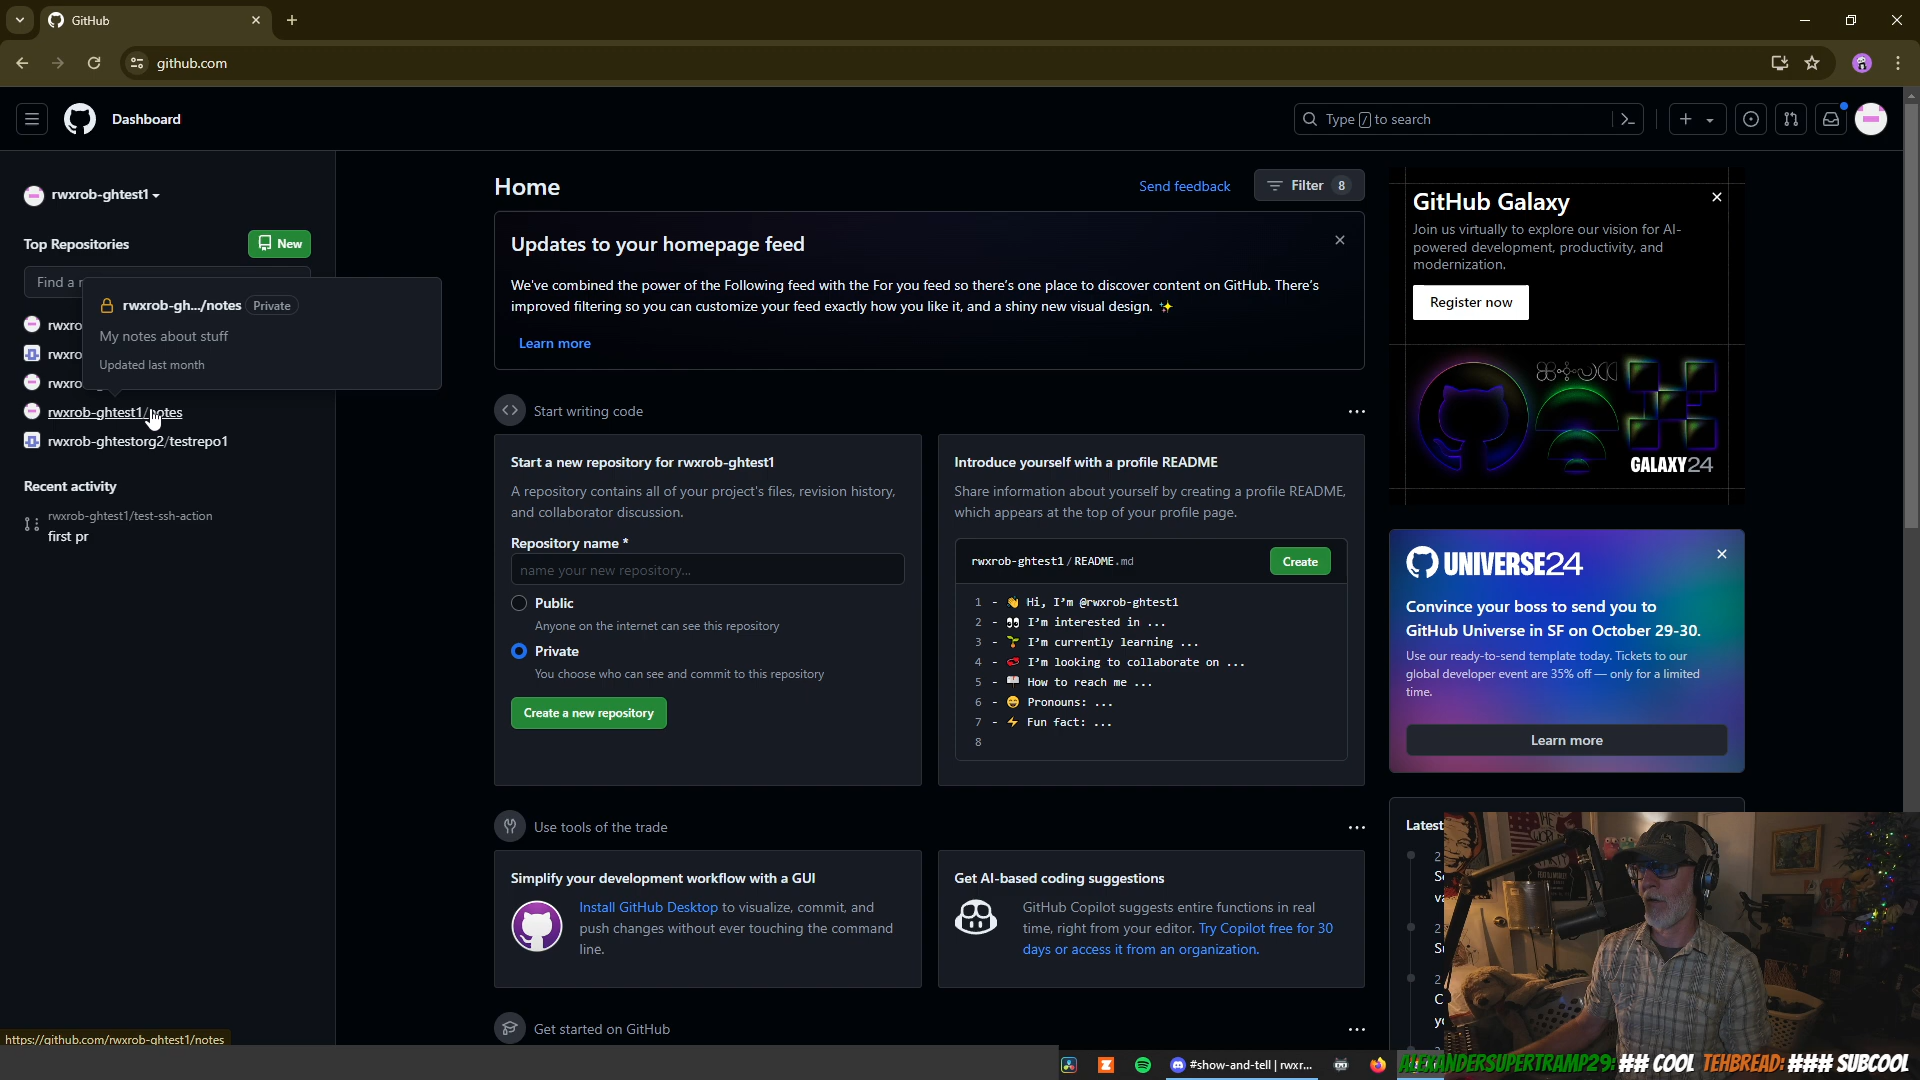 GitHub
github.com
Dashboard
Type / to search
rwxrob-ghtest1
Top Repositories
New
Find a r
rwxrob-gh.../notes Private
My notes about stuff
Updated last month
rwxro
rwxro
rwxro
rwxrob-ghtest1/notes
rwxrob-ghtestorg2/testrepo1
Recent activity
rwxrob-ghtest1/test-ssh-action
first pr
https://github.com/rwxrob-ghtest1/notes
Home
Send feedback
Filter 8
Updates to your homepage feed
We've combined the power of the Following feed with the For you feed so there's one place to discover content on GitHub. There's
improved filtering so you can customize your feed exactly how you like it, and a shiny new visual design. ✨
Learn more
Start writing code
Start a new repository for rwxrob-ghtest1
A repository contains all of your project's files, revision history,
and collaborator discussion.
Repository name *
name your new repository...
Public
Anyone on the internet can see this repository
Private
You choose who can see and commit to this repository
Create a new repository
Introduce yourself with a profile README
Share information about yourself by creating a profile README,
which appears at the top of your profile page.
rwxrob-ghtest1 / README.md
Create
1 - 👋 Hi, I'm @rwxrob-ghtest1
2 - 👀 I'm interested in ...
3 - 🌱 I'm currently learning ...
4 - 💞️ I'm looking to collaborate on ...
5 - 📫 How to reach me ...
6 - 😄 Pronouns: ...
7 - ⚡ Fun fact: ...
8
Use tools of the trade
Simplify your development workflow with a GUI
Install GitHub Desktop to visualize, commit, and
push changes without ever touching the command
line.
Get AI-based coding suggestions
GitHub Copilot suggests entire functions in real
time, right from your editor. Try Copilot free for 30
days or access it from an organization.
Get started on GitHub
GitHub Galaxy
Join us virtually to explore our vision for AI-
powered development, productivity, and
modernization.
Register now
GALAXY24
UNIVERSE24
Convince your boss to send you to
GitHub Universe in SF on October 29-30.
Use our ready-to-send template today. Tickets to our
global developer event are 35% off — only for a limited
time.
Learn more
Latest
#show-and-tell | rwxr...
ALEXANDERSUPERTRAMP29: ## COOL TEHBREAD: ### SUBCOOL